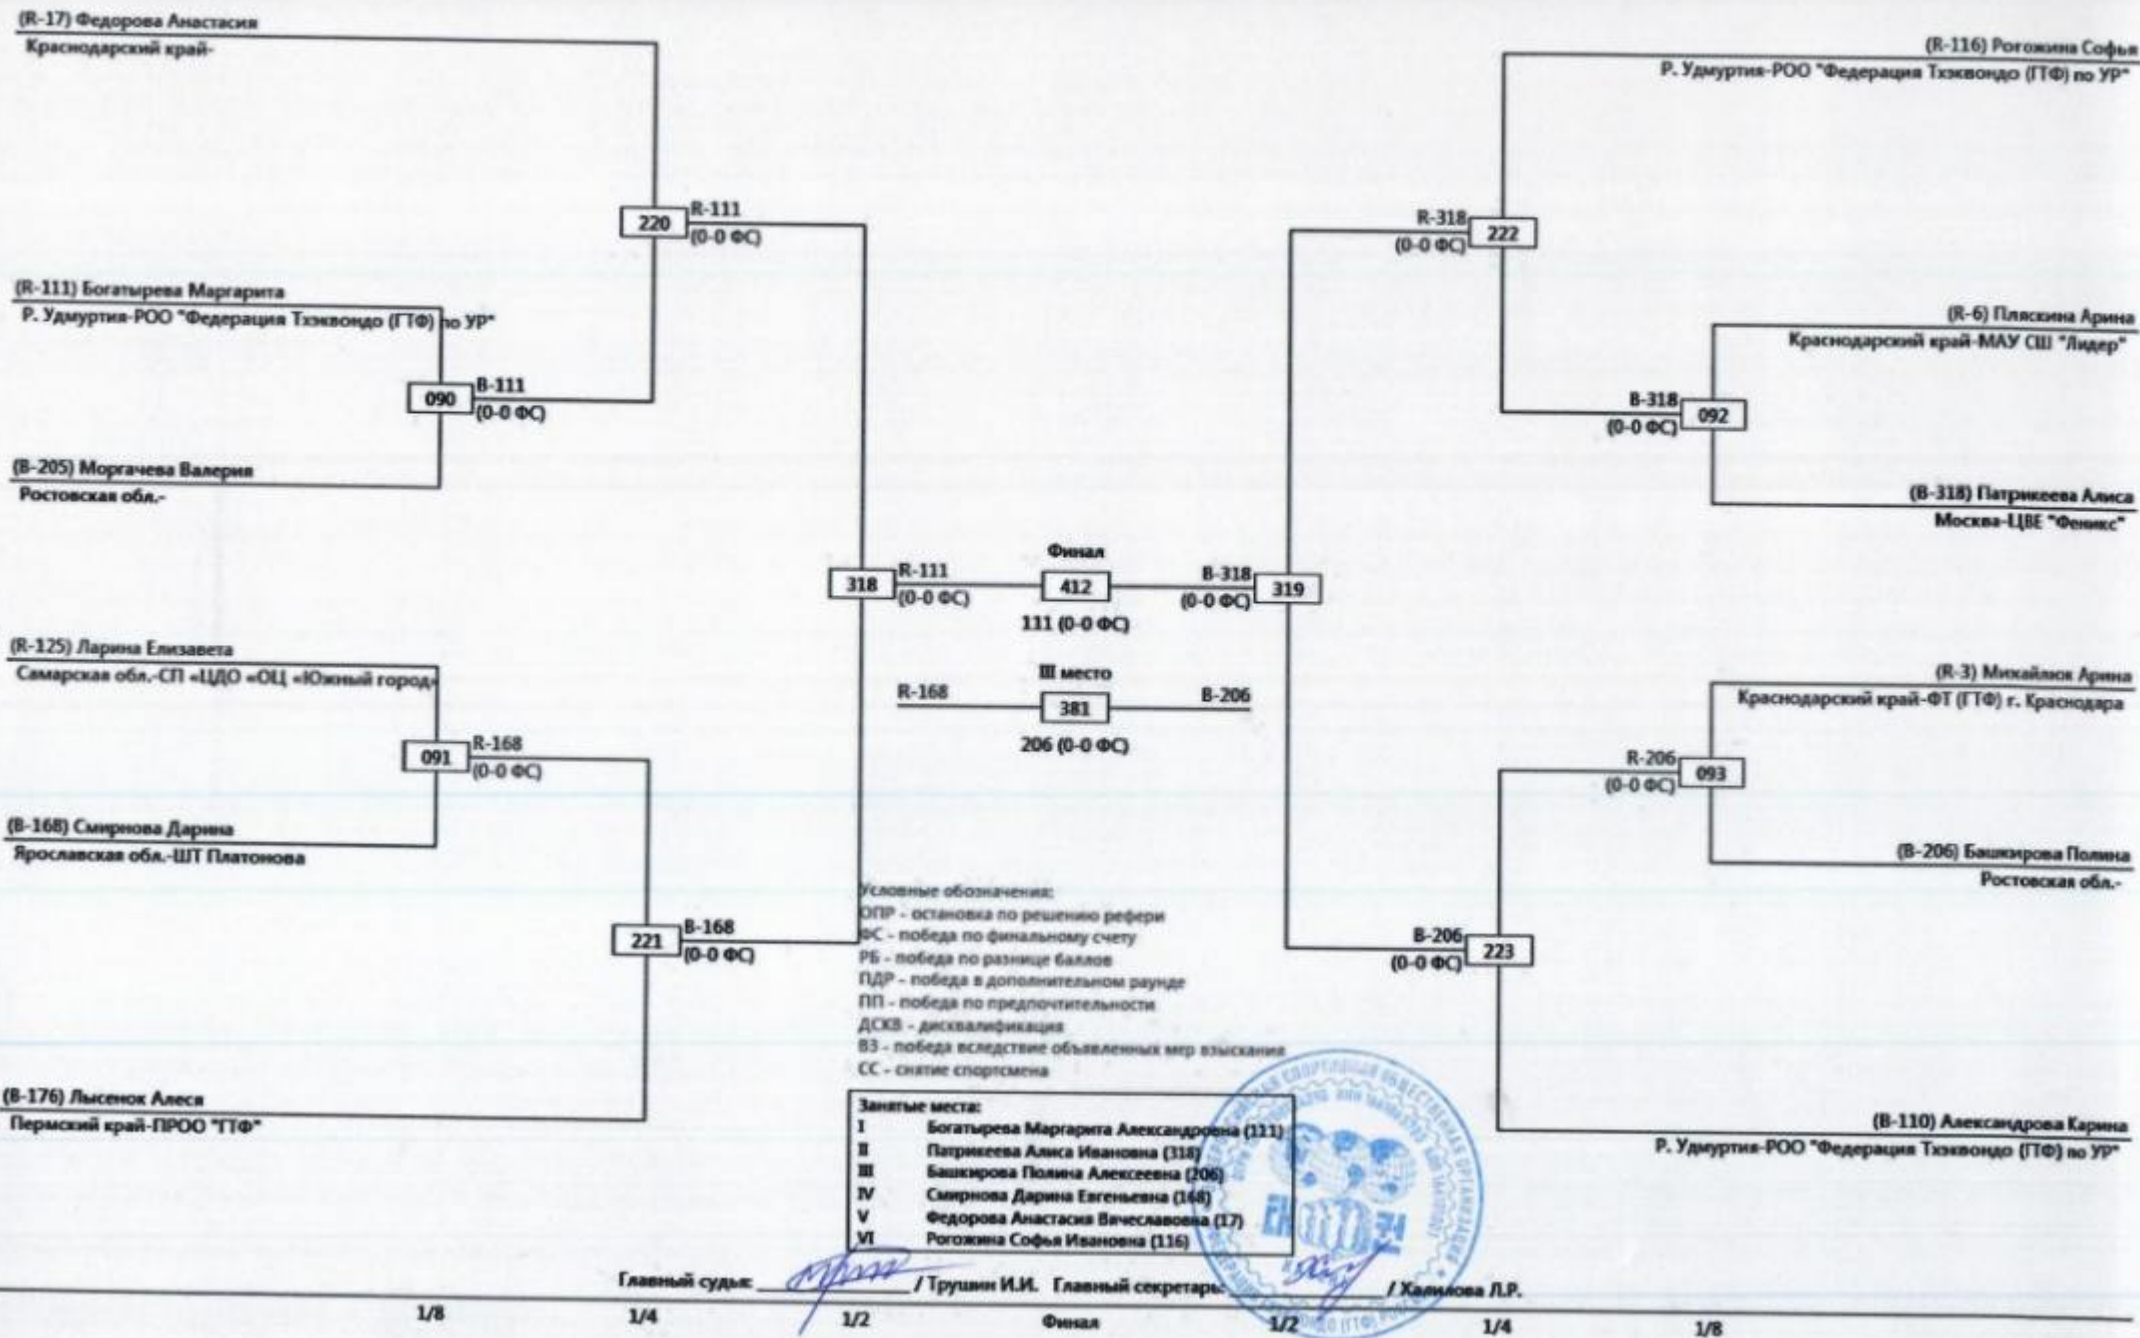 (R-17) Федорова Анастасия
Краснодарский край-
(R-116) Рогожина Софья
Р. Удмуртия-РОО "Федерация Тхэквондо (ГТФ) по УР"
220
R-111
(0-0 ФС)
R-318
(0-0 ФС)
222
(R-111) Богатырева Маргарита
Р. Удмуртия-РОО "Федерация Тхэквондо (ГТФ) по УР"
(R-6) Пляскина Арина
Краснодарский край-МАУ СШ "Лидер"
090
B-111
(0-0 ФС)
B-318
(0-0 ФС)
092
(B-205) Моргачева Валерия
Ростовская обл.-
(B-318) Патрикеева Алиса
Москва-ЦВЕ "Феникс"
Финал
318
R-111
(0-0 ФС)
412
B-318
(0-0 ФС)
319
111 (0-0 ФС)
(R-125) Ларина Елизавета
Самарская обл.-СП «ЦДО «ОЦ «Южный город»
III место
R-168
381
B-206
206 (0-0 ФС)
(R-3) Михайлюк Арина
Краснодарский край-ФТ (ГТФ) г. Краснодара
091
R-168
(0-0 ФС)
R-206
(0-0 ФС)
093
(B-168) Смирнова Дарина
Ярославская обл.-ШТ Платонова
(B-206) Башкирова Полина
Ростовская обл.-
221
B-168
(0-0 ФС)
B-206
(0-0 ФС)
223
Условные обозначения:
ОПР - остановка по решению рефери
ФС - победа по финальному счету
РБ - победа по разнице баллов
ПДР - победа в дополнительном раунде
ПП - победа по предпочтительности
ДСКВ - дисквалификация
ВЗ - победа вследствие объявленных мер взыскания
СС - снятие спортсмена
(B-176) Лысенок Алеся
Пермский край-ПРОО "ГТФ"
(B-110) Александрова Карина
Р. Удмуртия-РОО "Федерация Тхэквондо (ГТФ) по УР"
Занятые места:
I Богатырева Маргарита Александровна (111)
II Патрикеева Алиса Ивановна (318)
III Башкирова Полина Алексеевна (206)
IV Смирнова Дарина Евгеньевна (168)
V Федорова Анастасия Вячеславовна (17)
VI Рогожина Софья Ивановна (116)
Главный судья: / Трушин И.И. Главный секретарь: / Халилова Л.Р.
1/8 1/4 1/2 Финал 1/2 1/4 1/8